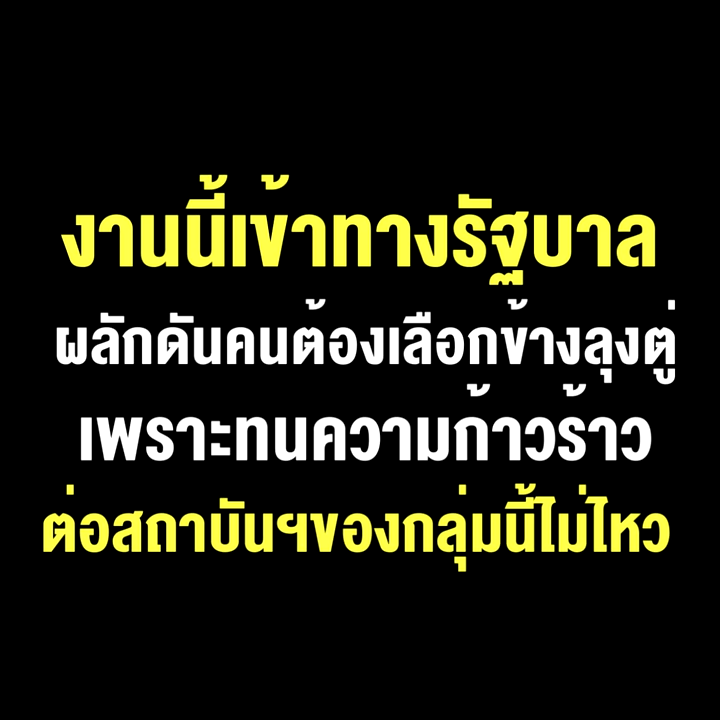 งานนี้เข้าทางรัฐบาล
ผลักดันคนต้องเลือกข้างลุงตู่
เพราะทนความก้าวร้าว
ต่อสถาบันฯของกลุ่มนี้ไม่ไหว